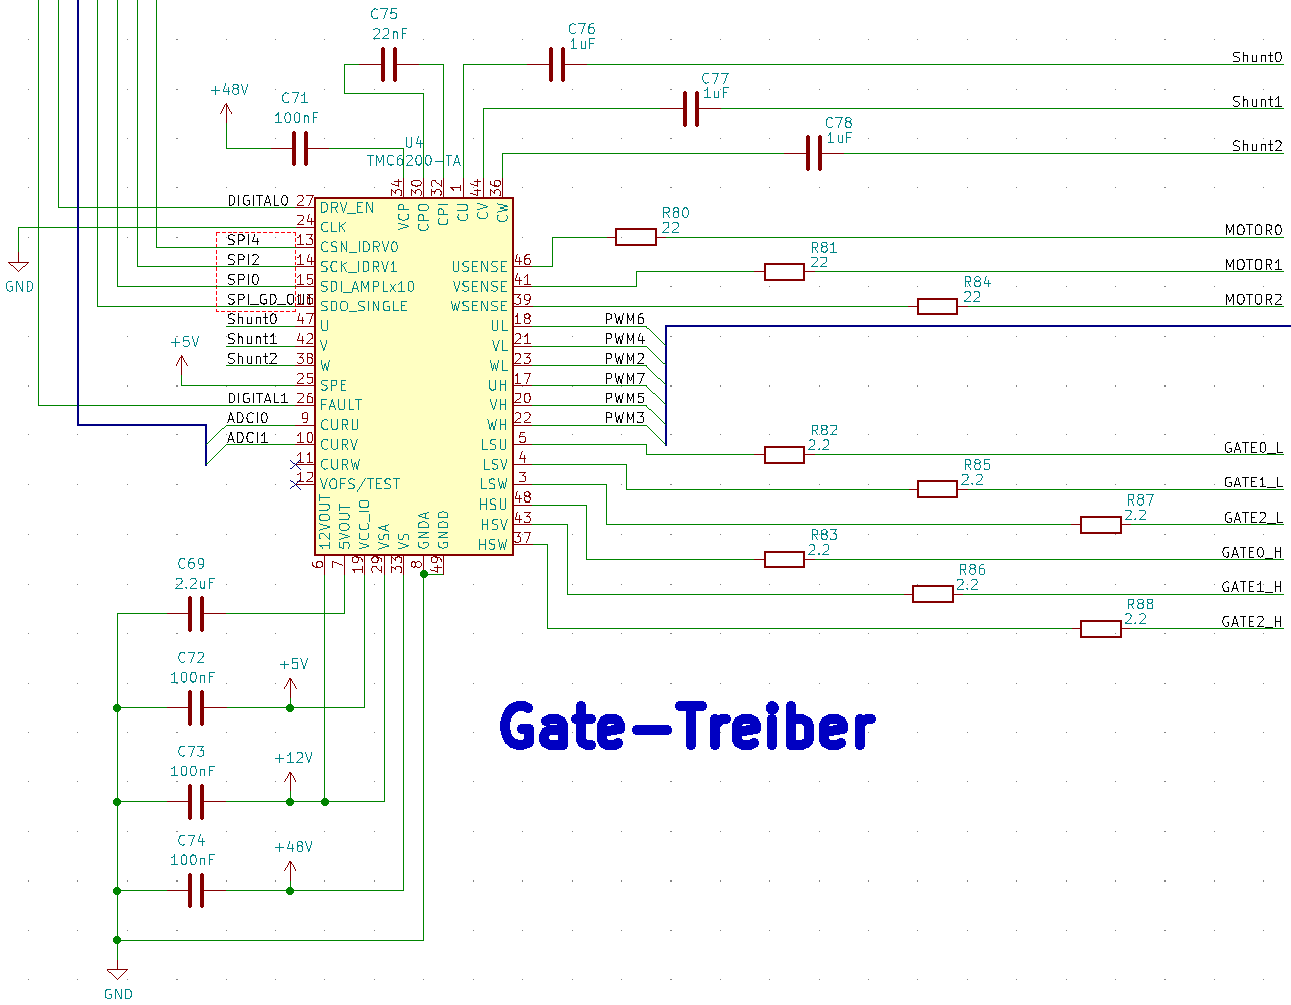 C75
22nF
C76
1uF
Shunt0
C77
1uF
Shunt1
+48V
C71
100nF
C78
1uF
Shunt2
U4
TMC6200-TA
34
30
32
1
44
36
VCP
CPO
CPI
CU
CV
CW
DIGITAL0 27 DRV_EN
24 CLK
SPI4 13 CSN_IDRV0
SPI2 14 SCK_IDRV1
SPI0 15 SDI_AMPLx10
SPI_GD_OUT 16 SDO_SINGLE
Shunt0 47 U
Shunt1 42 V
Shunt2 38 W
GND
+5V
25 SPE
DIGITAL1 26 FAULT
ADCI0 9 CURU
ADCI1 10 CURV
11 CURW
12 VOFS/TEST
R80
22
MOTOR0
R81
22
MOTOR1
R84
22
MOTOR2
USENSE 46
VSENSE 41
WSENSE 39
UL 18 PWM6
VL 21 PWM4
WL 23 PWM2
UH 17 PWM7
VH 20 PWM5
WH 22 PWM3
LSU 5
LSV 4
LSW 3
HSU 48
HSV 43
HSW 37
R82
2.2
GATE0_L
R85
2.2
GATE1_L
R87
2.2
GATE2_L
R83
2.2
GATE0_H
R86
2.2
GATE1_H
R88
2.2
GATE2_H
12VOUT
5VOUT
VCC_IO
VSA
VS
GNDA
GNDD
6
7
19
29
33
8
49
C69
2.2uF
C72
100nF
+5V
C73
100nF
+12V
C74
100nF
+48V
GND
Gate-Treiber